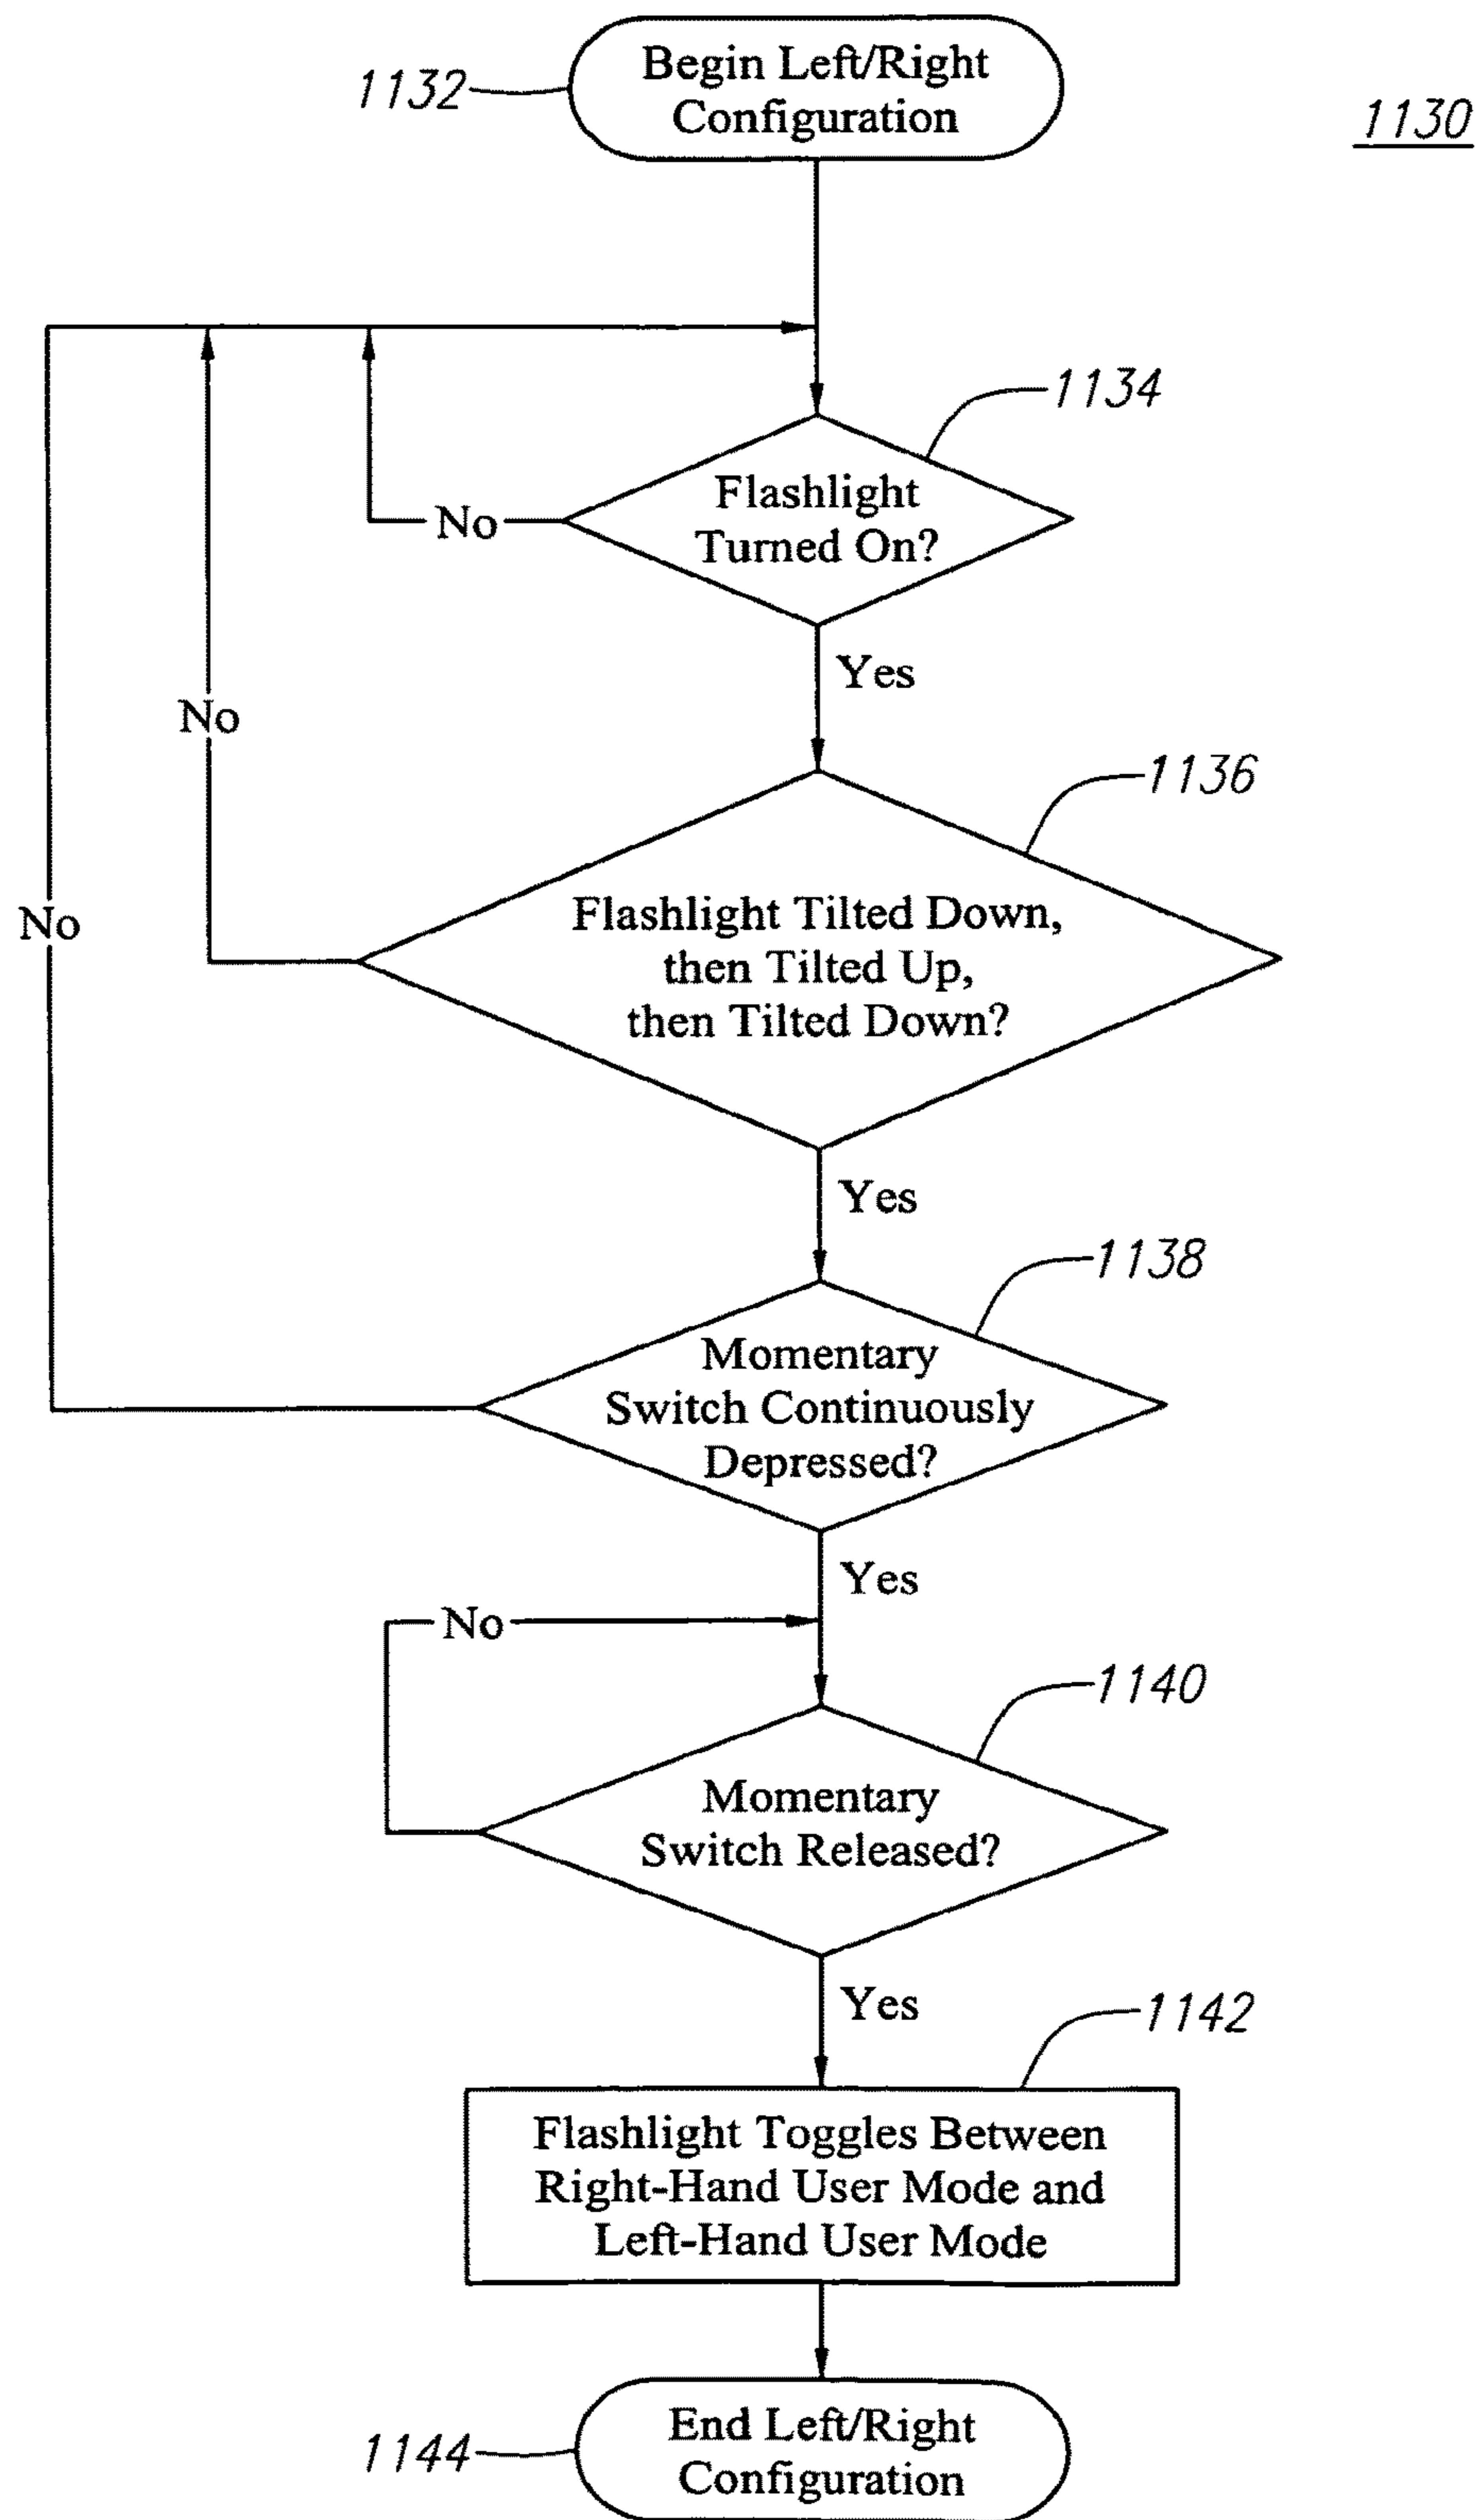 Begin Left/Right
Configuration
1132
1130
1134
Flashlight
Turned On?
No
Yes
No
1136
Flashlight Tilted Down,
then Tilted Up,
then Tilted Down?
No
Yes
1138
Momentary
Switch Continuously
Depressed?
Yes
No
1140
Momentary
Switch Released?
Yes
1142
Flashlight Toggles Between
Right-Hand User Mode and
Left-Hand User Mode
End Left/Right
Configuration
1144